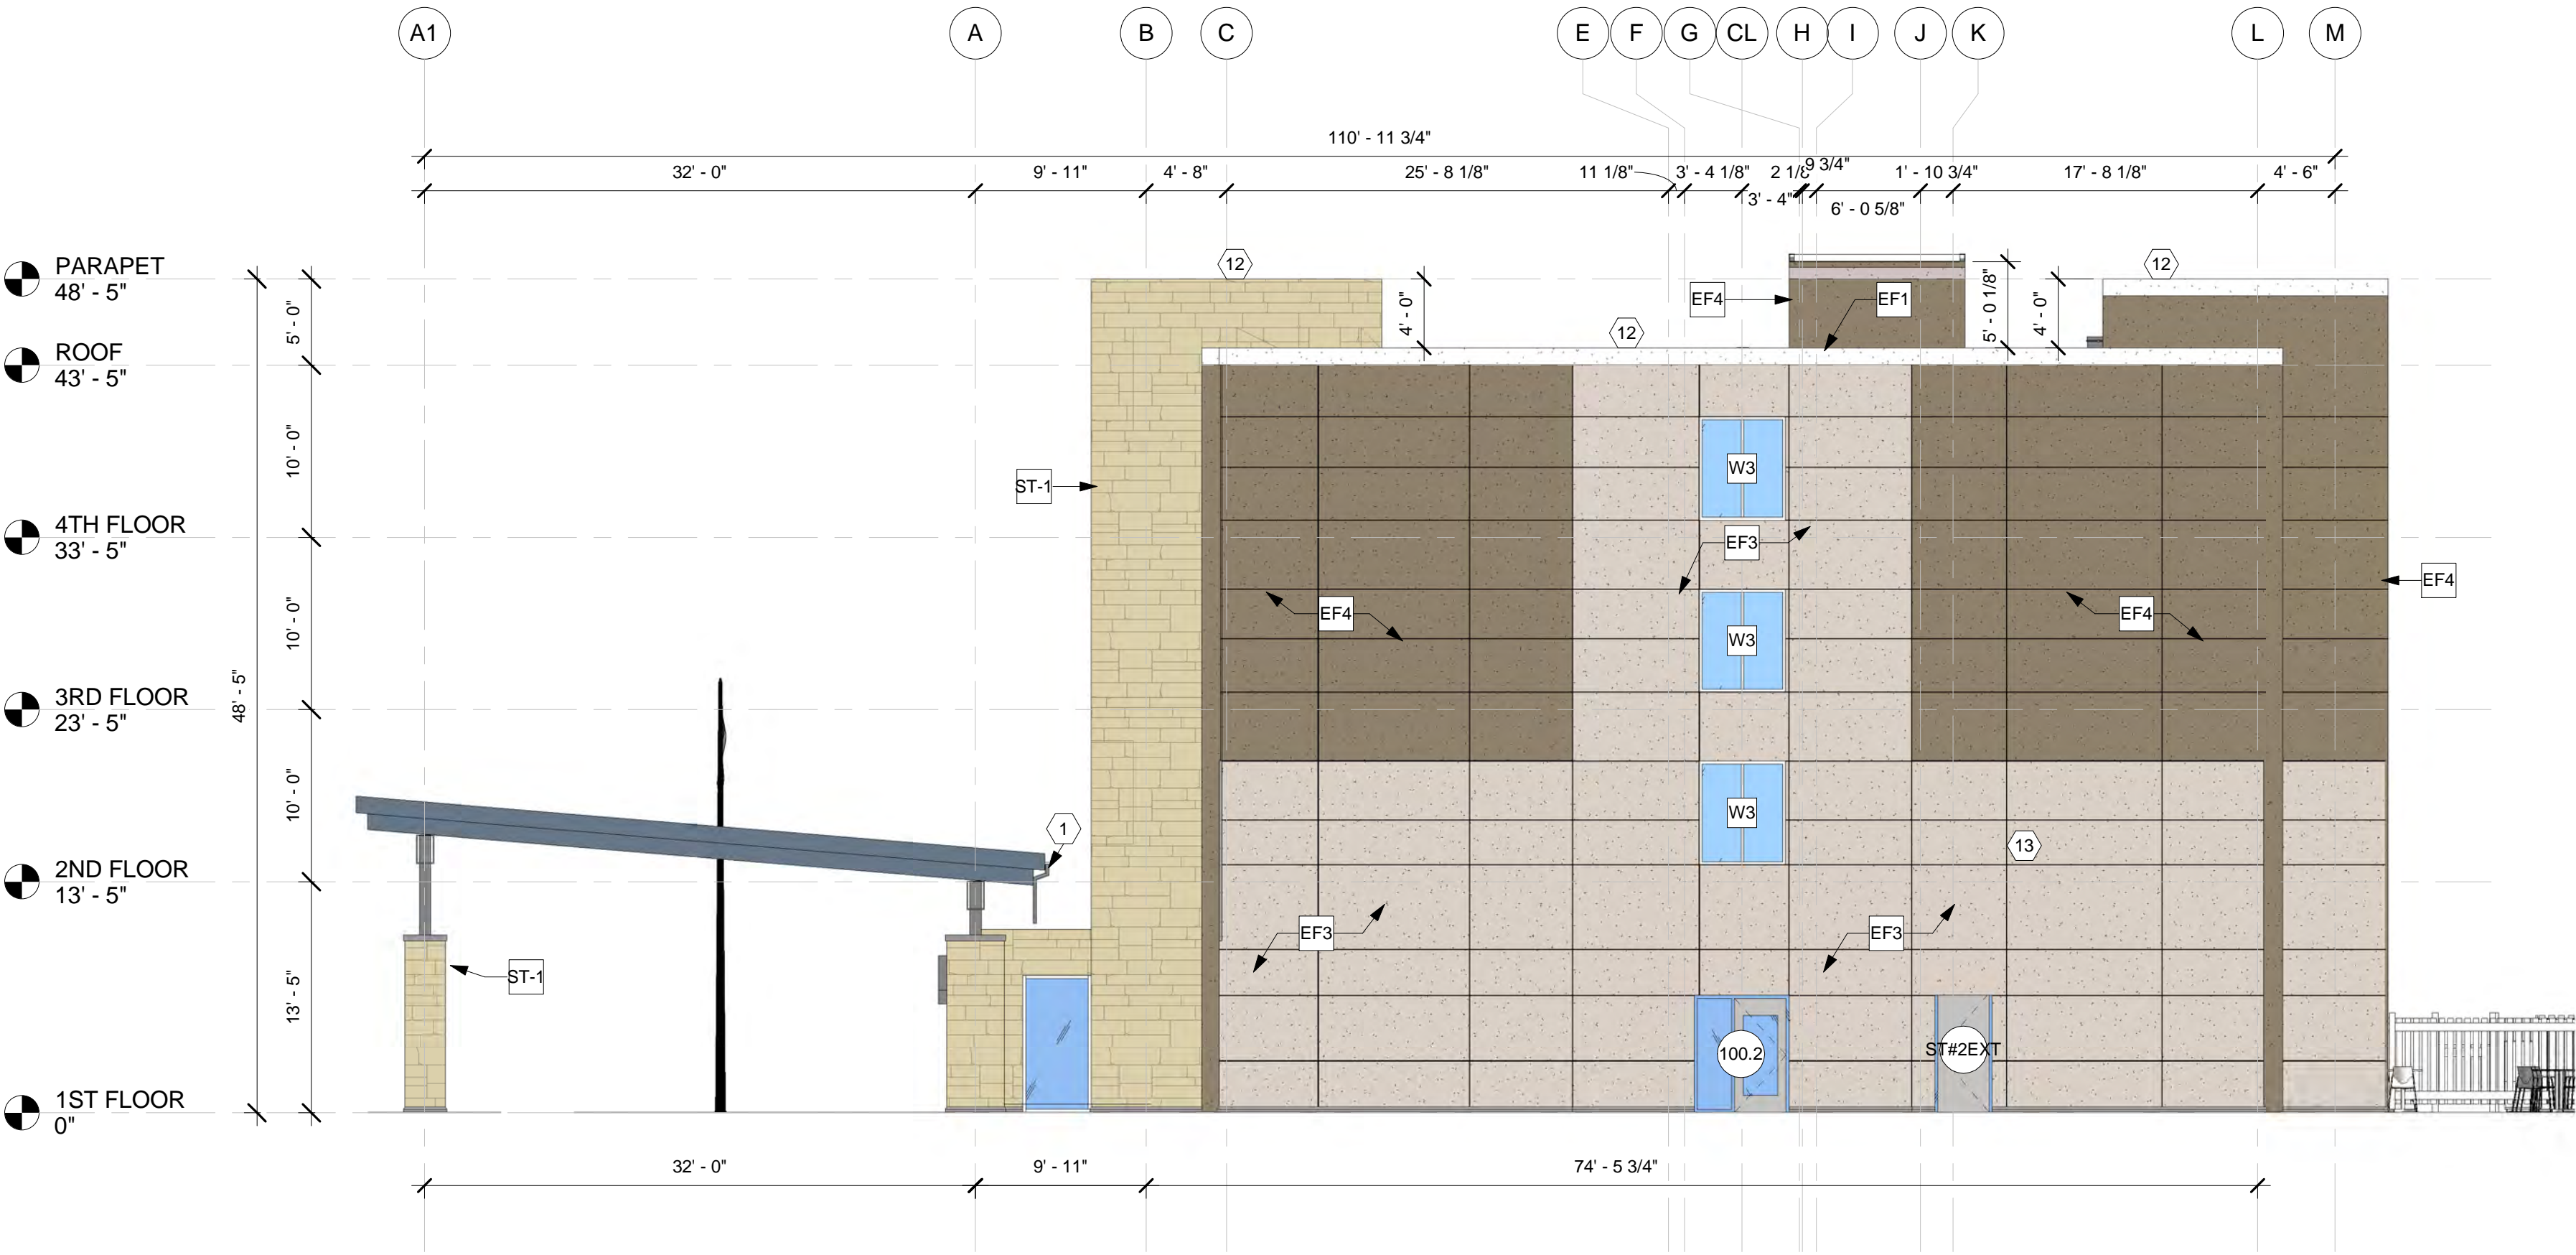 A1
A
B
C
E
F
G
CL
H
I
J
K
L
M
110' - 11 3/4"
32' - 0"
9' - 11"
4' - 8"
25' - 8 1/8"
11 1/8"
3' - 4 1/8"
2 1/8
9 3/4"
1' - 10 3/4"
17' - 8 1/8"
4' - 6"
3' - 4"
6' - 0 5/8"
PARAPET
48' - 5"
12
12
12
EF4
EF1
4' - 0"
5' - 0 1/8"
4' - 0"
5' - 0"
ROOF
43' - 5"
10' - 0"
W3
ST-1
4TH FLOOR
33' - 5"
EF3
EF4
EF4
EF4
10' - 0"
W3
3RD FLOOR
23' - 5"
48' - 5"
10' - 0"
W3
1
13
2ND FLOOR
13' - 5"
EF3
EF3
ST-1
13' - 5"
100.2
ST#2EXT
1ST FLOOR
0"
32' - 0"
9' - 11"
74' - 5 3/4"